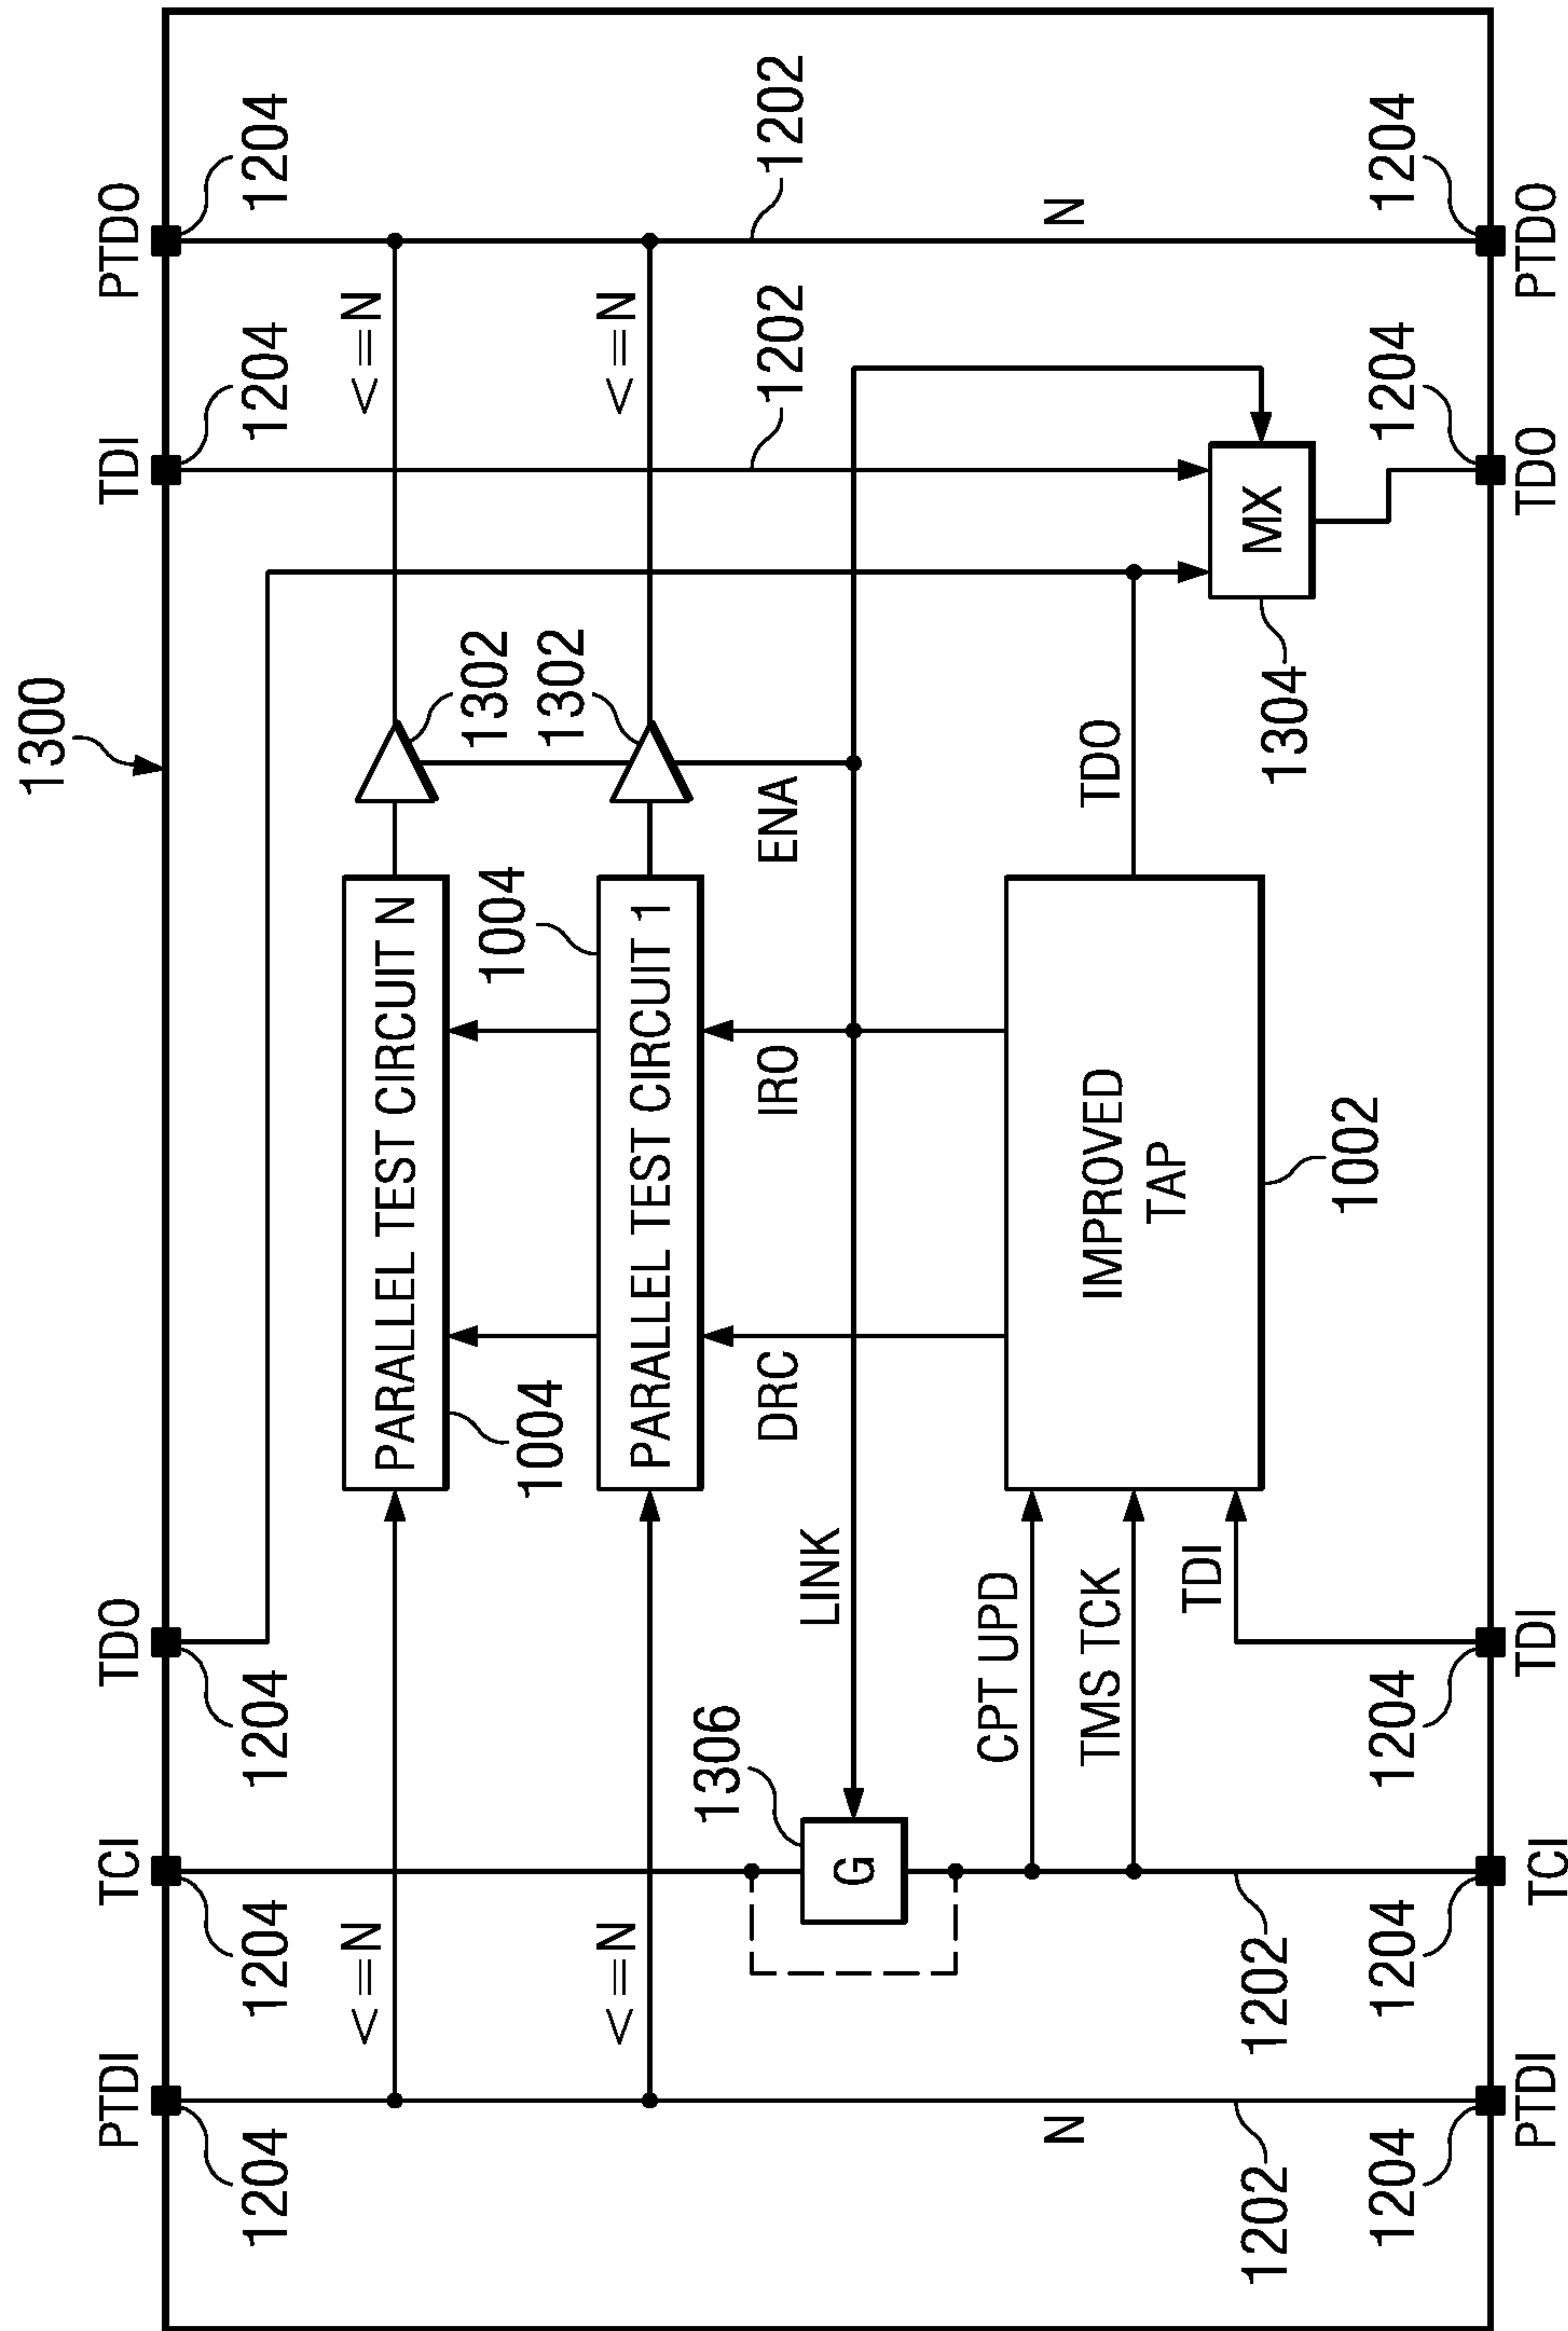 1300
PTDI
TCI
TDO
TDI
PTDO
1204
1204
1204
1204
1204
<=N
<=N
PARALLEL TEST CIRCUIT N
1302
1004
1004
1302
<=N
<=N
PARALLEL TEST CIRCUIT 1
1306
DRC
IRO
ENA
1202
1202
LINK
G
CPT UPD
N
N
TMS TCK
IMPROVED
TAP
TDO
TDI
1202
1202
MX
1304
1002
1204
1204
1204
1204
1204
PTDI
TCI
TDI
TDO
PTDO